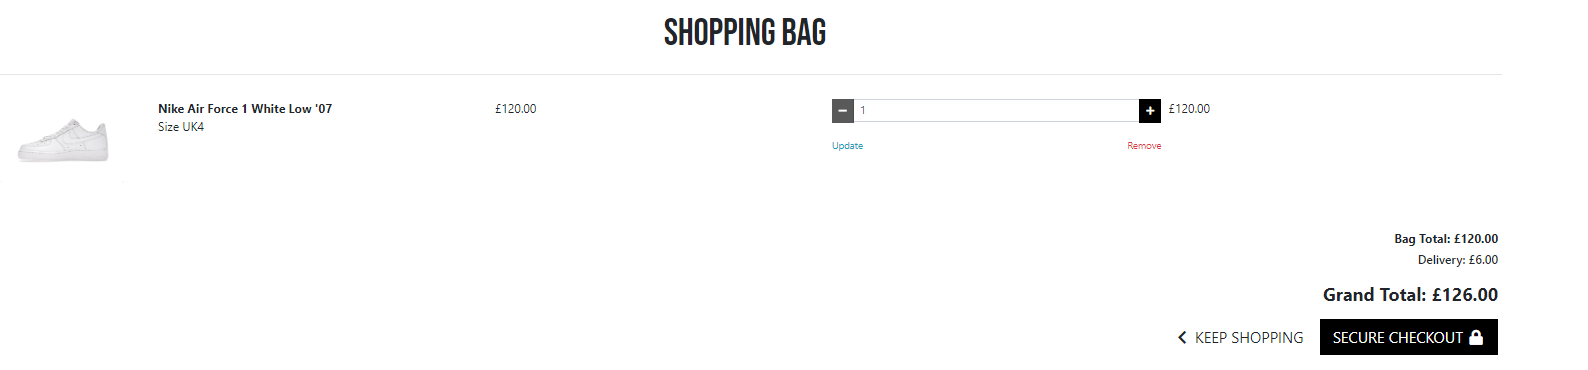 SHOPPING BAG
Nike Air Force 1 White Low '07
Size UK4
£120.00
− 1 + £120.00
Update Remove
Bag Total: £120.00
Delivery: £6.00
Grand Total: £126.00
KEEP SHOPPING SECURE CHECKOUT